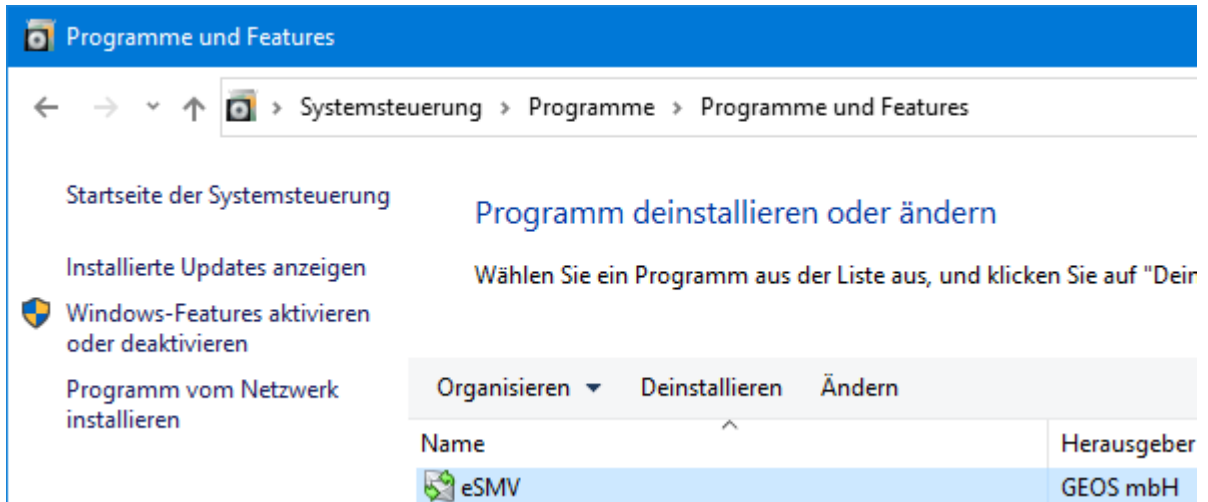 Programme und Features
Systemsteuerung > Programme > Programme und Features
Startseite der Systemsteuerung
Installierte Updates anzeigen
Windows-Features aktivieren
oder deaktivieren
Programm vom Netzwerk
installieren
Programm deinstallieren oder ändern
Wählen Sie ein Programm aus der Liste aus, und klicken Sie auf "Dein
Organisieren Deinstallieren Ändern
Name Herausgeber
eSMV GEOS mbH